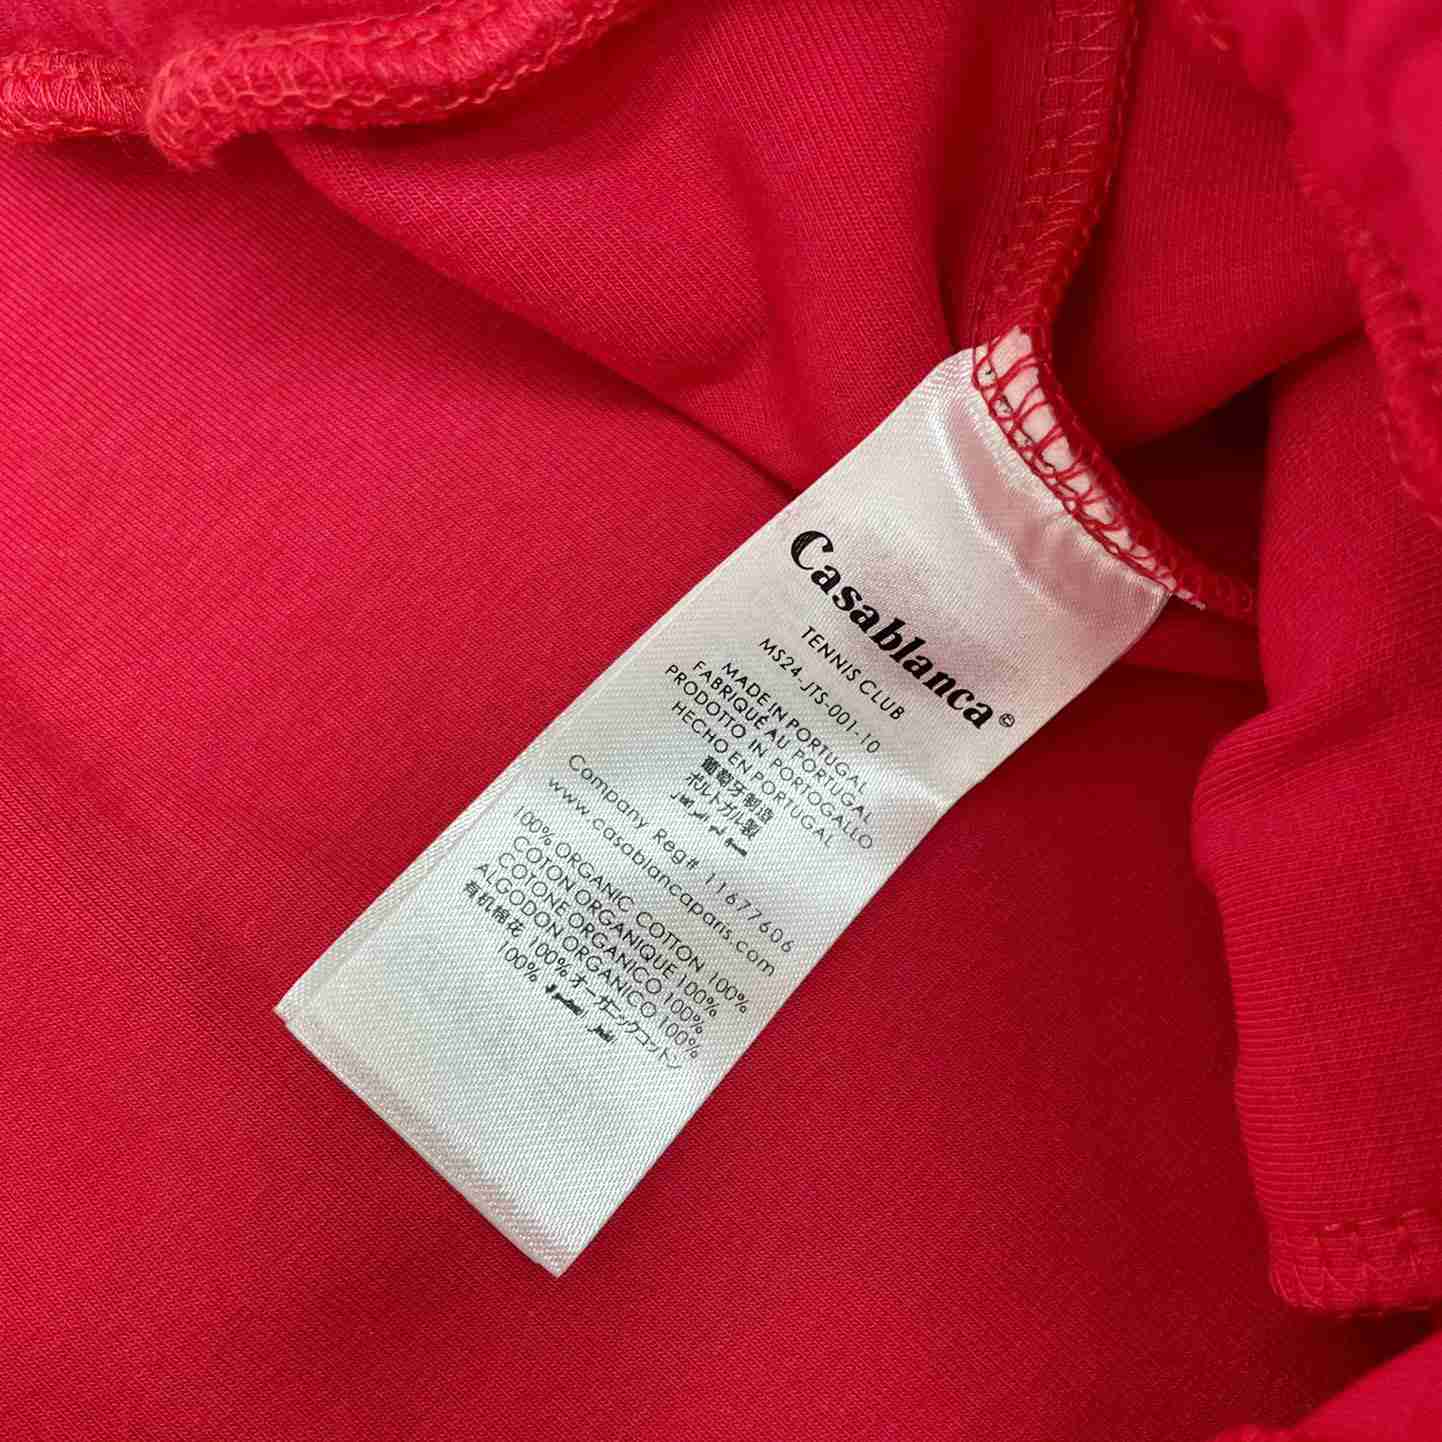 Casablanca©
TENNIS CLUB
MS24-JTS-001-10
MADE IN PORTUGAL
FABRIQUÉ AU PORTUGAL
PRODOTTO IN PORTOGALLO
HECHO EN PORTUGAL
葡萄牙制造
ポルトガル製
Company Reg# 11677606
www.casablancaparis.com
100% ORGANIC COTTON 100%
COTON ORGANIQUE 100%
COTONE ORGANICO 100%
ALGODON ORGANICO 100%
有机棉花 100% オーガニックコットン
100%